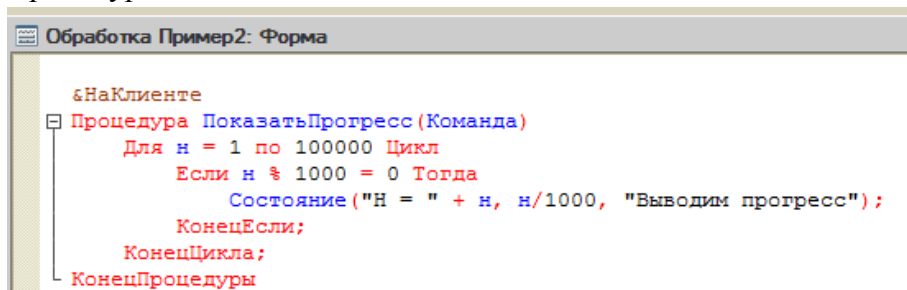 Обработка Пример2: Форма
&НаКлиенте
Процедура ПоказатьПрогресс(Команда)
Для н = 1 по 100000 Цикл
Если н % 1000 = 0 Тогда
Состояние("Н = " + н, н/1000, "Выводим прогресс");
КонецЕсли;
КонецЦикла;
КонецПроцедуры